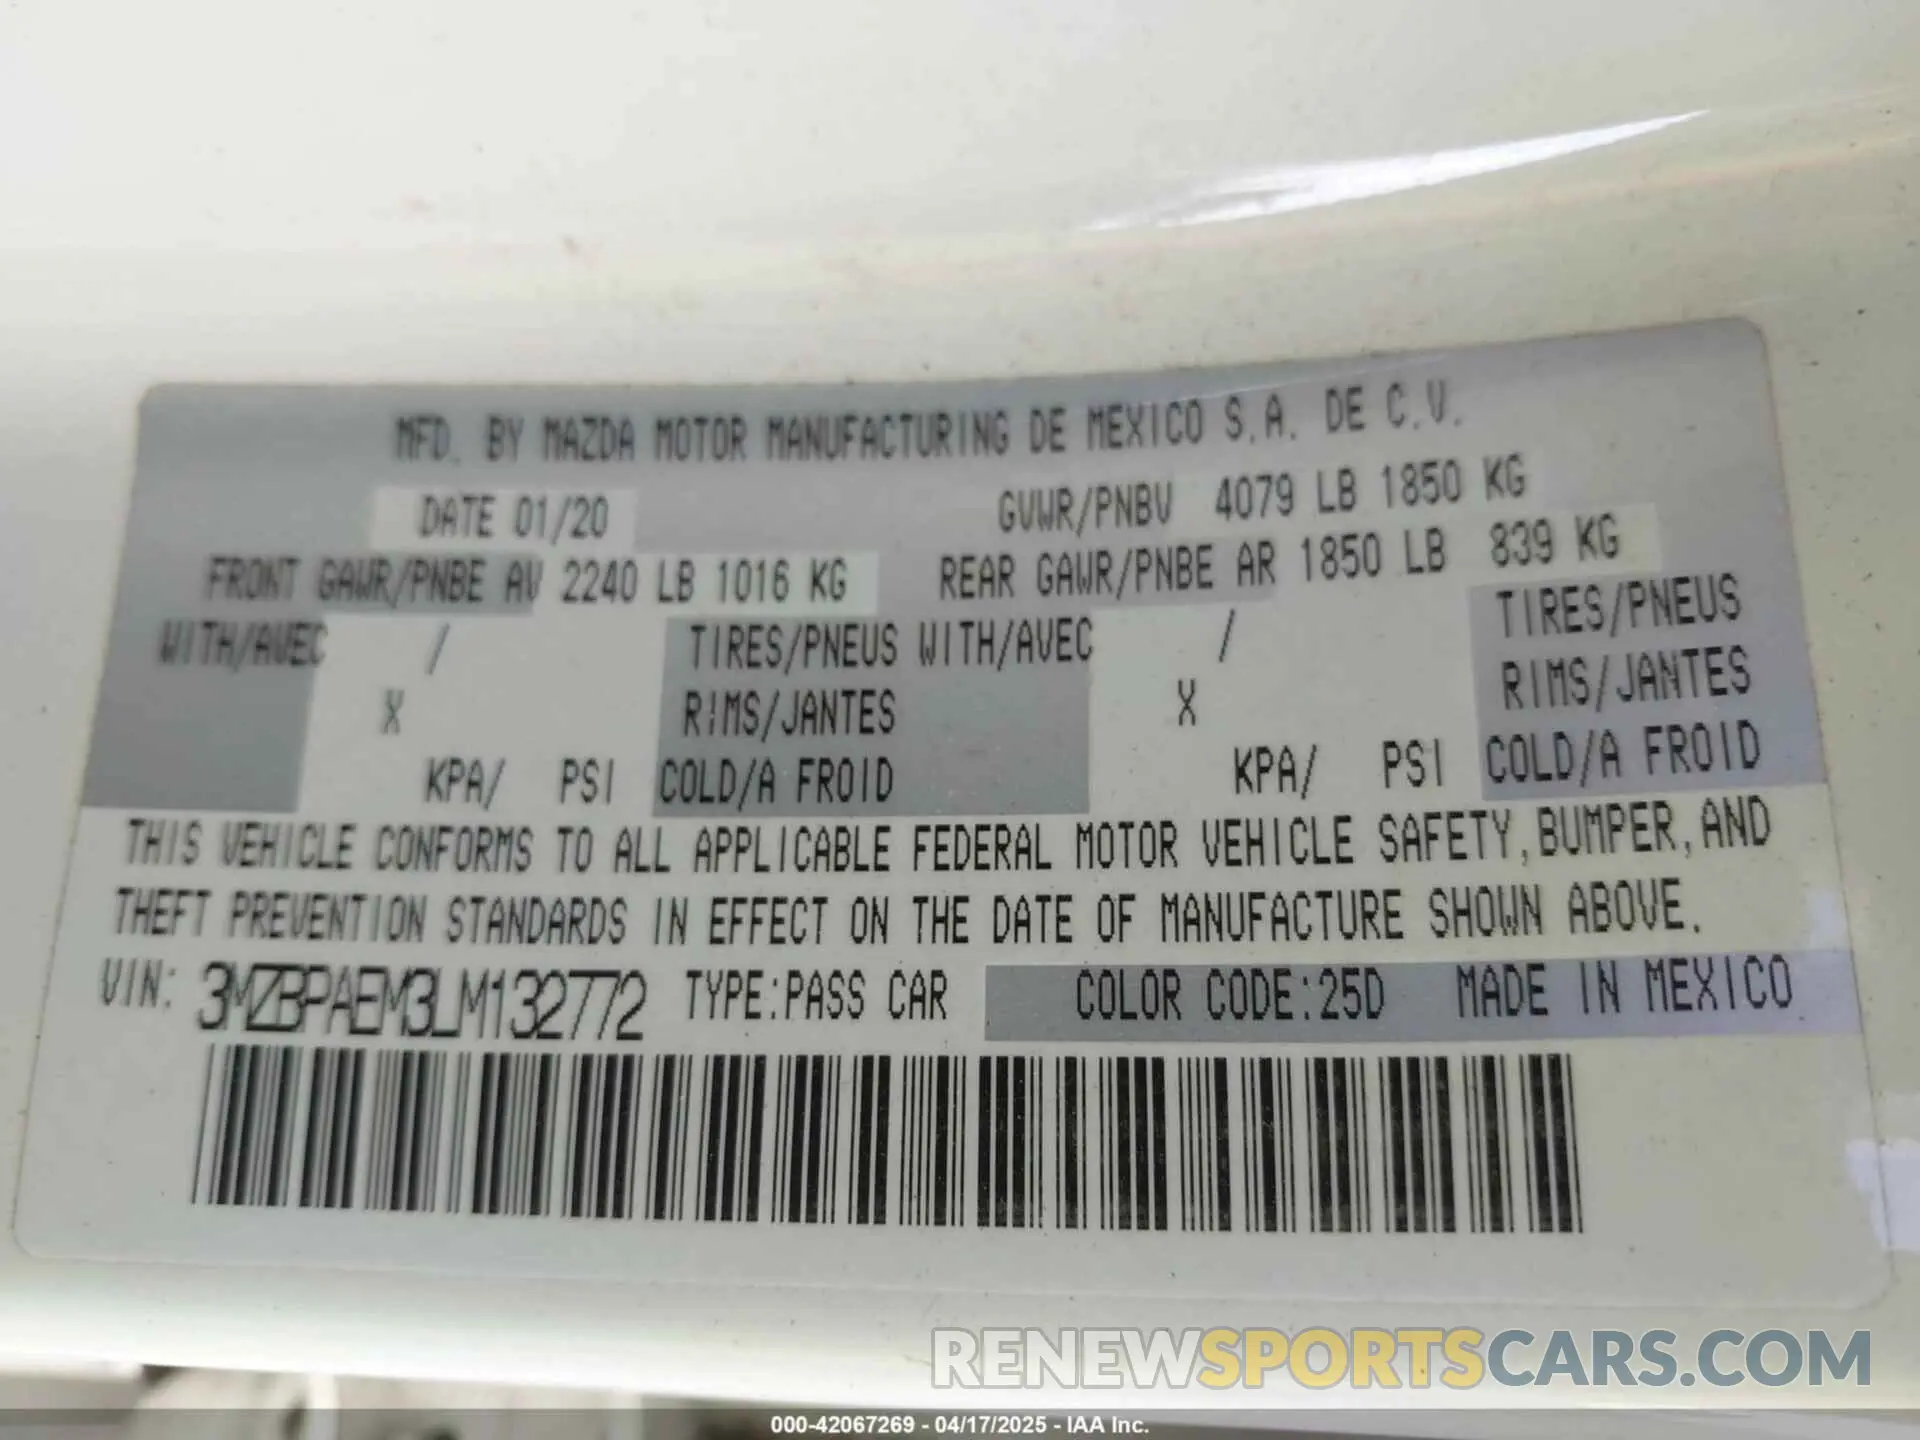 MFD. BY MAZDA MOTOR MANUFACTURING DE MEXICO S.A. DE C.V.
DATE 01/20 GVWR/PNBV 4079 LB 1850 KG
FRONT GAWR/PNBE AV 2240 LB 1016 KG REAR GAWR/PNBE AR 1850 LB 839 KG
WITH/AVEC / TIRES/PNEUS WITH/AVEC / TIRES/PNEUS
X RIMS/JANTES X RIMS/JANTES
KPA/ PSI COLD/A FROID KPA/ PSI COLD/A FROID
THIS VEHICLE CONFORMS TO ALL APPLICABLE FEDERAL MOTOR VEHICLE SAFETY, BUMPER, AND
THEFT PREVENTION STANDARDS IN EFFECT ON THE DATE OF MANUFACTURE SHOWN ABOVE.
VIN: 3MZBPAEM3LM132772 TYPE:PASS CAR COLOR CODE:25D MADE IN MEXICO
RENEWSPORTSCARS.COM
000-42067269 - 04/17/2025 - IAA Inc.